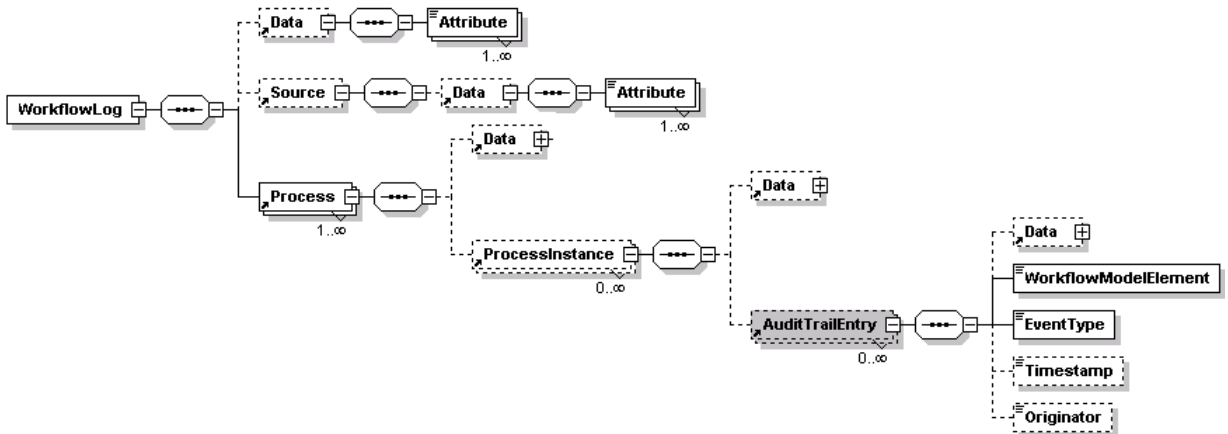 Data
Attribute
1..∞
Source
Data
Attribute
1..∞
WorkflowLog
Data
Process
1..∞
Data
ProcessInstance
0..∞
Data
WorkflowModelElement
AuditTrailEntry
0..∞
EventType
Timestamp
Originator